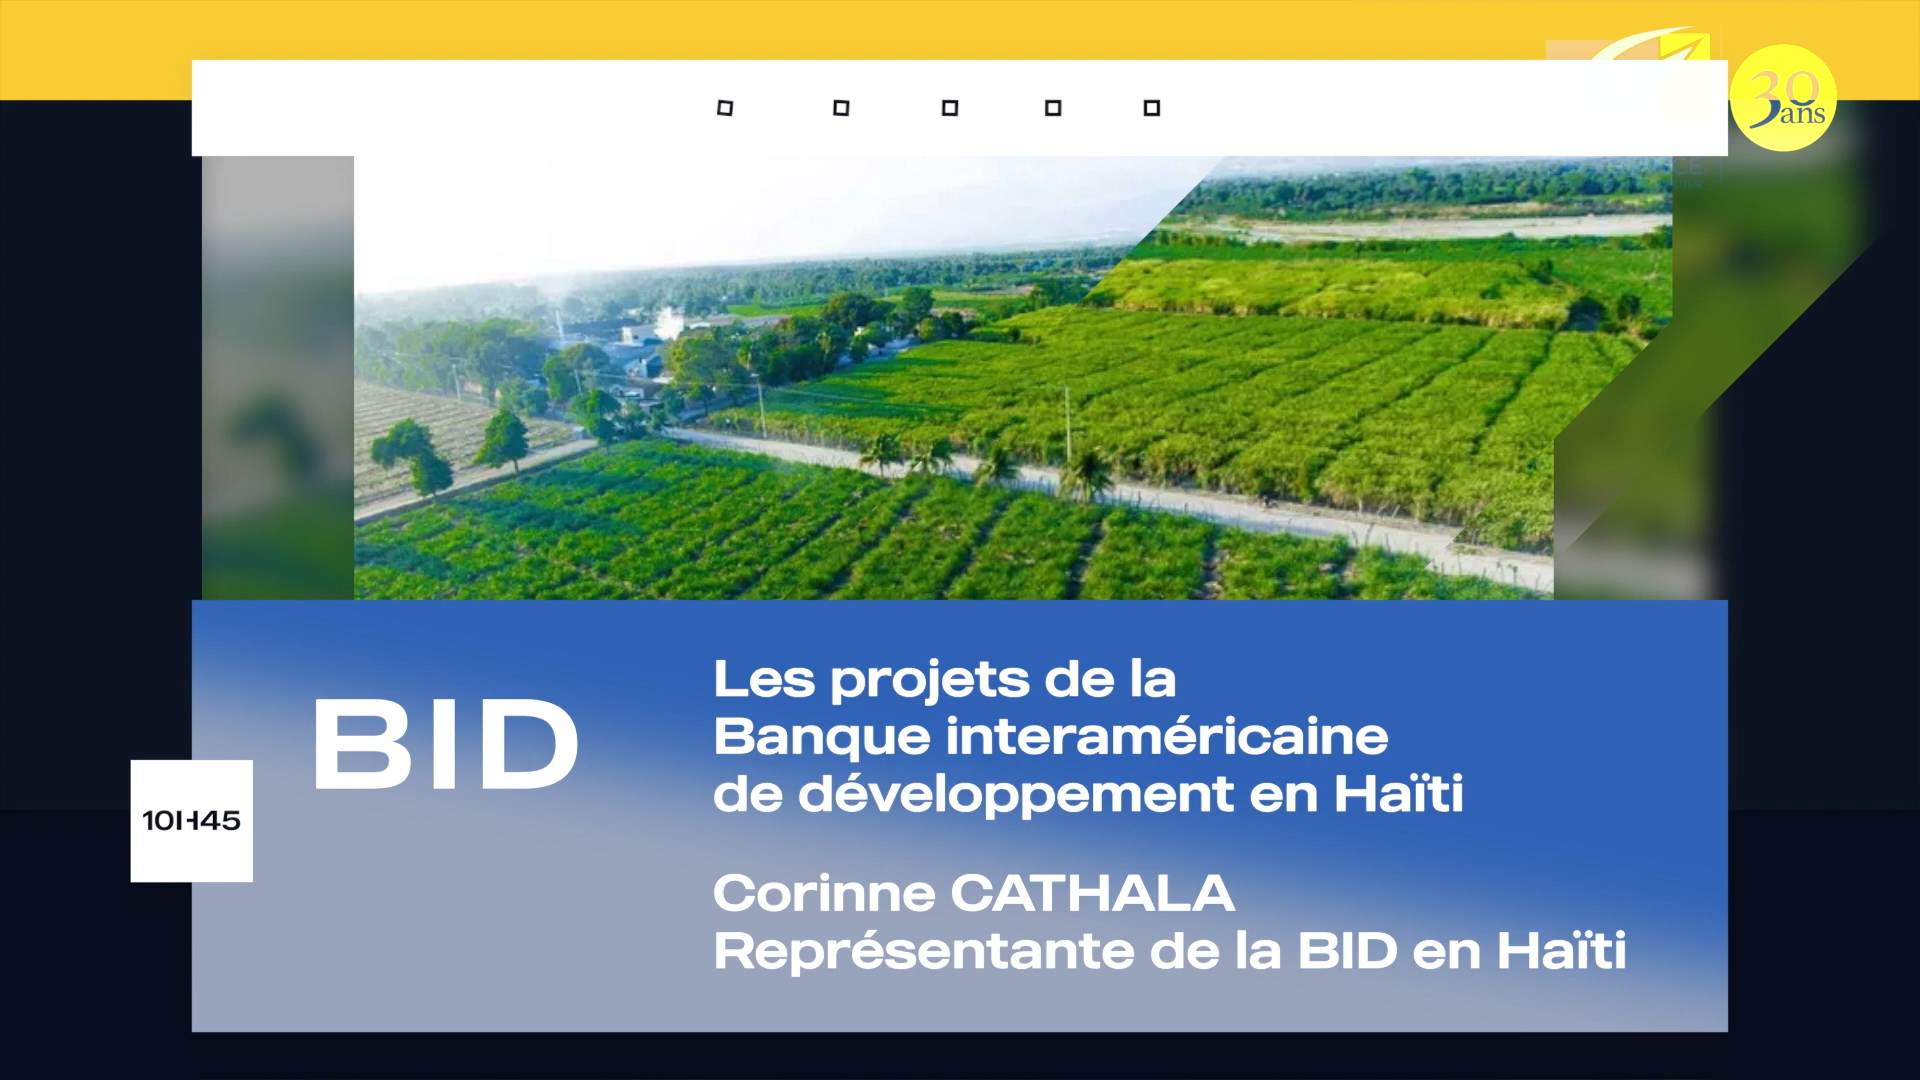 30
ans
BID
Les projets de la
Banque interaméricaine
de développement en Haïti
10H45
Corinne CATHALA
Représentante de la BID en Haïti